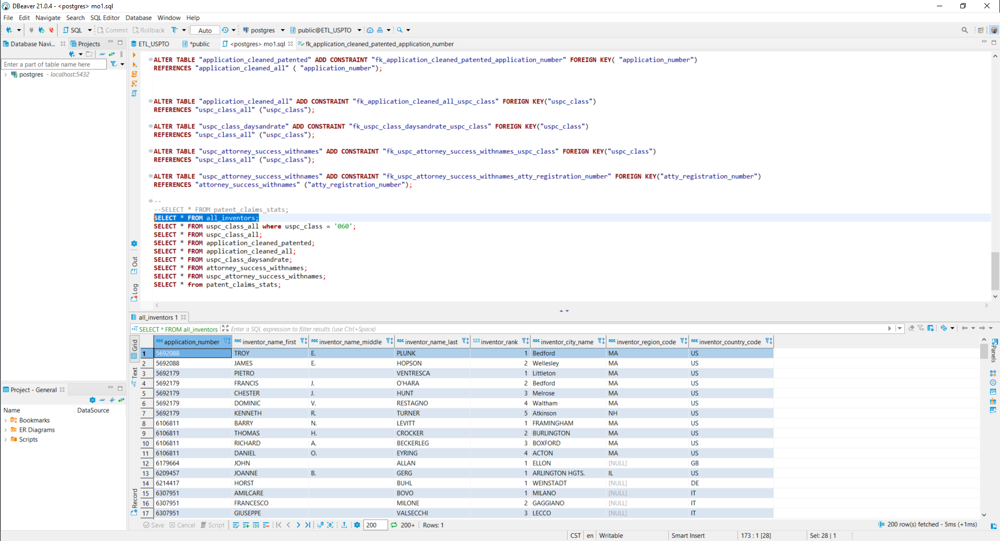 DBeaver 21.0.4 - <postgres> mo1.sql
File Edit Navigate Search SQL Editor Database Window Help
SQL Commit Rollback Auto postgres public@ETL_USPTO
Database Navi... Projects
ETL_USPTO *public <postgres> mo1.sql fk_application_cleaned_patented_application_number
Enter a part of table name here
postgres - localhost:5432
ALTER TABLE "application_cleaned_patented" ADD CONSTRAINT "fk_application_cleaned_patented_application_number" FOREIGN KEY( "application_number")
REFERENCES "application_cleaned_all" ( "application_number");
ALTER TABLE "application_cleaned_all" ADD CONSTRAINT "fk_application_cleaned_all_uspc_class" FOREIGN KEY("uspc_class")
REFERENCES "uspc_class_all" ("uspc_class");
ALTER TABLE "uspc_class_daysandrate" ADD CONSTRAINT "fk_uspc_class_daysandrate_uspc_class" FOREIGN KEY("uspc_class")
REFERENCES "uspc_class_all" ("uspc_class");
ALTER TABLE "uspc_attorney_success_withnames" ADD CONSTRAINT "fk_uspc_attorney_success_withnames_uspc_class" FOREIGN KEY("uspc_class")
REFERENCES "uspc_class_all" ("uspc_class");
ALTER TABLE "uspc_attorney_success_withnames" ADD CONSTRAINT "fk_uspc_attorney_success_withnames_atty_registration_number" FOREIGN KEY("atty_registration_number")
REFERENCES "attorney_success_withnames" ("atty_registration_number");
--
--SELECT * FROM patent_claims_stats;
SELECT * FROM all_inventors;
SELECT * FROM uspc_class_all where uspc_class = '060';
SELECT * FROM uspc_class_all;
SELECT * FROM application_cleaned_patented;
SELECT * FROM application_cleaned_all;
SELECT * FROM uspc_class_daysandrate;
SELECT * FROM attorney_success_withnames;
SELECT * FROM uspc_attorney_success_withnames;
SELECT * from patent_claims_stats;
Out
Log
all_inventors 1
SELECT * FROM all_inventors Enter a SQL expression to filter results (use Ctrl+Space)
Grid
Text
Record
Panels
ABC application_number ABC inventor_name_first ABC inventor_name_middle ABC inventor_name_last 123 inventor_rank ABC inventor_city_name ABC inventor_region_code ABC inventor_country_code
1 5692088 TROY E. PLUNK 1 Bedford MA US
2 5692088 JAMES E. HOPSON 2 Wellesley MA US
3 5692179 PIETRO VENTRESCA 1 Littleton MA US
4 5692179 FRANCIS J. O'HARA 2 Bedford MA US
5 5692179 CHESTER J. HUNT 3 Melrose MA US
6 5692179 DOMINIC V. RESTAGNO 4 Waltham MA US
7 5692179 KENNETH R. TURNER 5 Atkinson NH US
8 6106811 BARRY N. LEVITT 1 FRAMINGHAM MA US
9 6106811 THOMAS H. CROCKER 2 BURLINGTON MA US
10 6106811 RICHARD A. BECKERLEG 3 BOXFORD MA US
11 6106811 DANIEL O. EYRING 4 ACTON MA US
12 6179664 JOHN ALLAN 1 ELLON [NULL] GB
13 6209457 JOANNE B. GERG 1 ARLINGTON HGTS. IL US
14 6214417 HORST BUHL 1 WEINSTADT [NULL] DE
15 6307951 AMILCARE BOVO 1 MILANO [NULL] IT
16 6307951 FRANCESCO MILONE 2 GAGGIANO [NULL] IT
17 6307951 GIUSEPPE VALSECCHI 3 LECCO [NULL] IT
Project - General
Name DataSource
Bookmarks
ER Diagrams
Scripts
Save Cancel Script 200 200+ Rows: 1 200 row(s) fetched - 5ms (+1ms)
CST en Writable Smart Insert 173 : 1 [28] Sel: 28 | 1